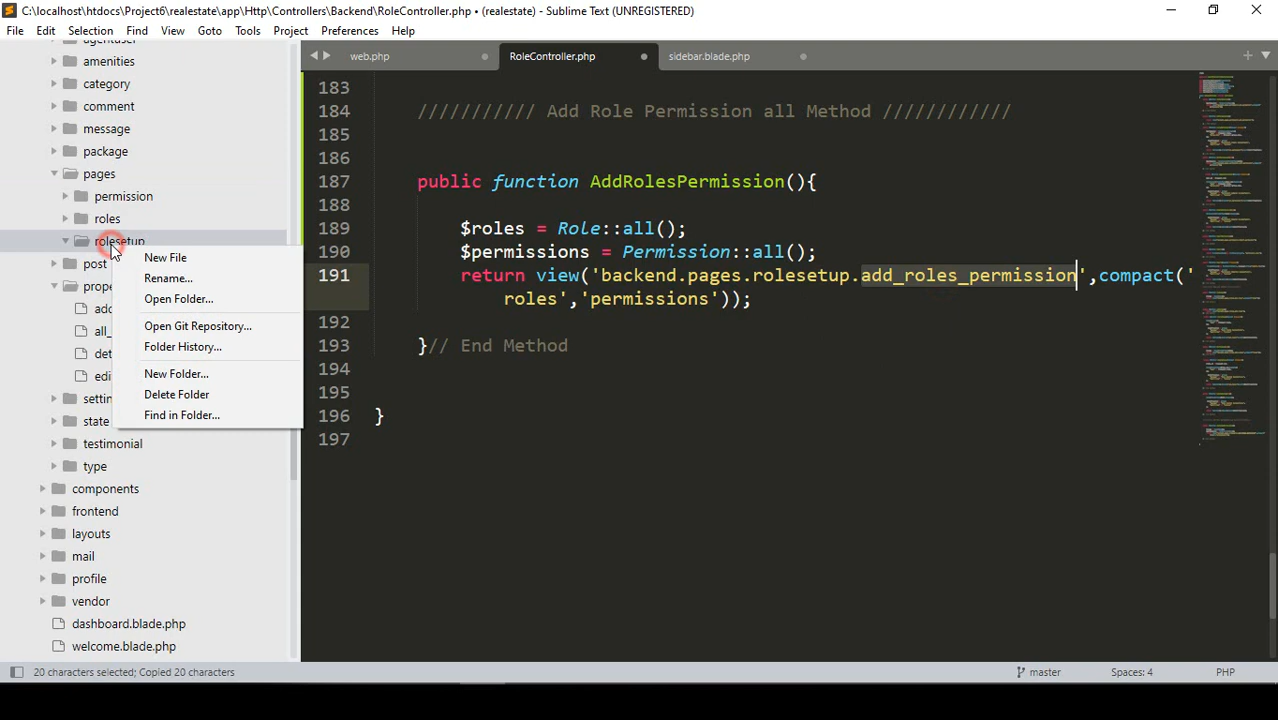 C:\localhost\htdocs\Project6\realestate\app\Http\Controllers\Backend\RoleController.php • (realestate) - Sublime Text (UNREGISTERED)
File Edit Selection Find View Goto Tools Project Preferences Help
web.php RoleController.php sidebar.blade.php
amenities
category
comment
message
package
pages
permission
roles
rolesetup
post
add
all_
det
edi
state
testimonial
type
components
frontend
layouts
mail
profile
vendor
dashboard.blade.php
welcome.blade.php
New File
Rename...
Open Folder...
Open Git Repository...
Folder History...
New Folder...
Delete Folder
Find in Folder...
183
184 /////////// Add Role Permission all Method ////////////
185
186
187 public function AddRolesPermission(){
188
189 $roles = Role::all();
190 $permissions = Permission::all();
191 return view('backend.pages.rolesetup.add_roles_permission',compact('
roles','permissions'));
192
193 }// End Method
194
195
196 }
197
20 characters selected; Copied 20 characters master Spaces: 4 PHP